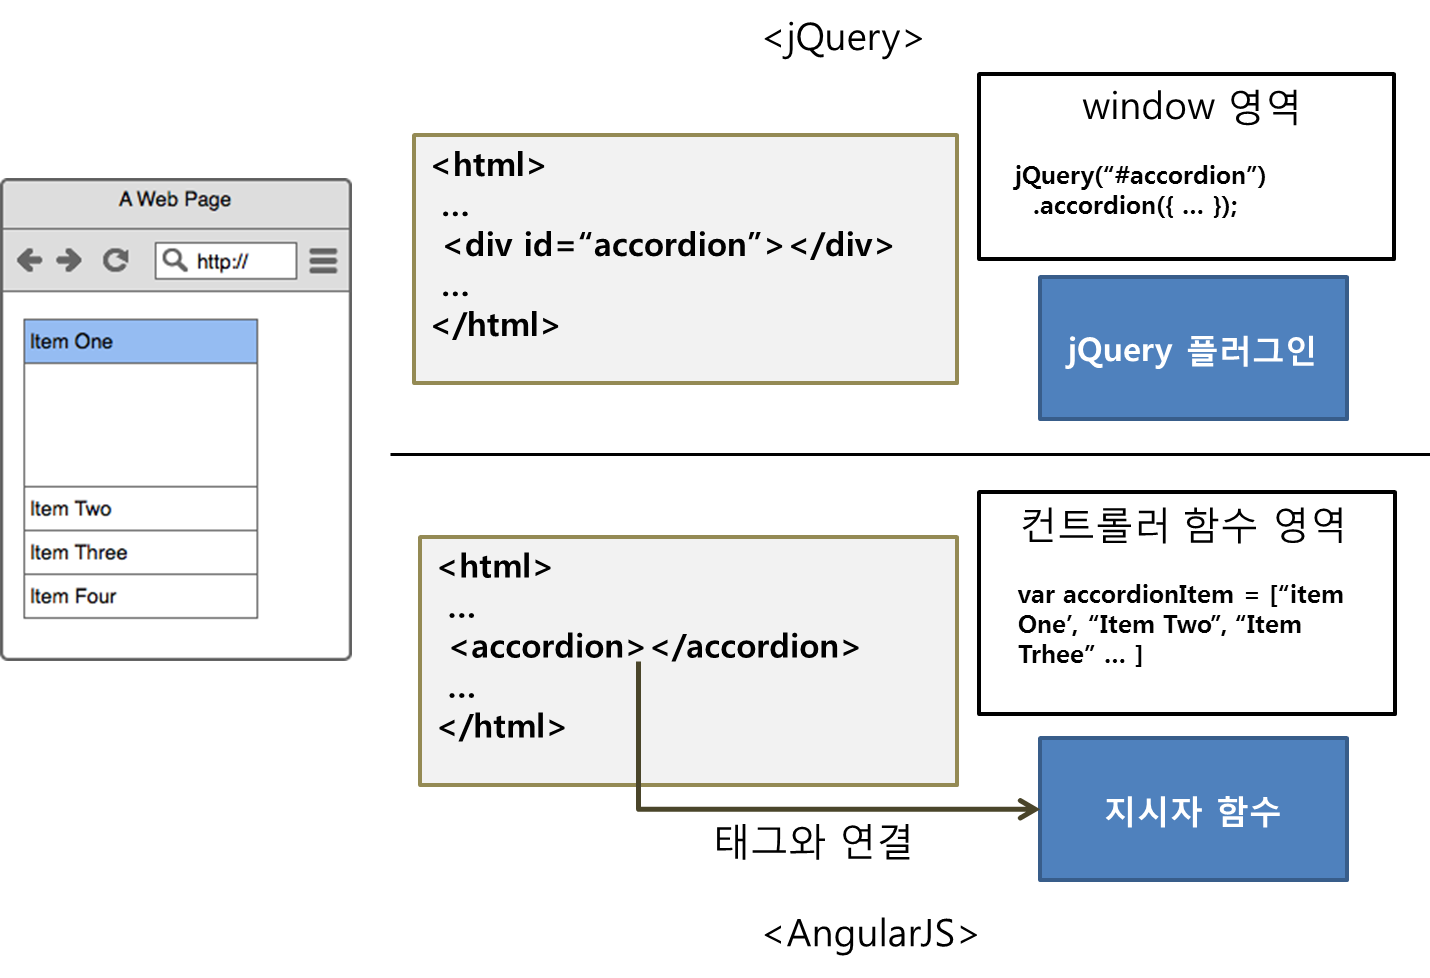 <jQuery>
A Web Page
http://
Item One
Item Two
Item Three
Item Four
<html>
...
<div id=“accordion”></div>
...
</html>
window 영역
jQuery(“#accordion”)
.accordion({ ... });
jQuery 플러그인
<html>
...
<accordion></accordion>
...
</html>
컨트롤러 함수 영역
var accordionItem = [“item
One’, “Item Two”, “Item
Trhee” ... ]
지시자 함수
태그와 연결
<AngularJS>